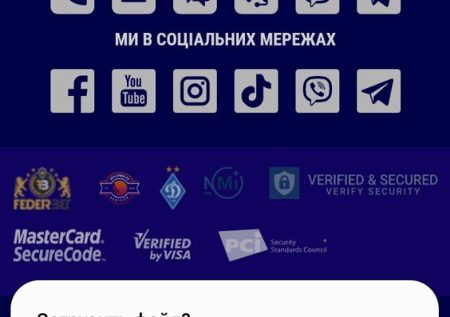 МИ В СОЦІАЛЬНИХ МЕРЕЖАХ
You
Tube
FEDERBET
NMi
VERIFIED & SECURED
VERIFY SECURITY
MasterCard.
SecureCode.
VERIFIED
by VISA
PCi
Security
Standards Council